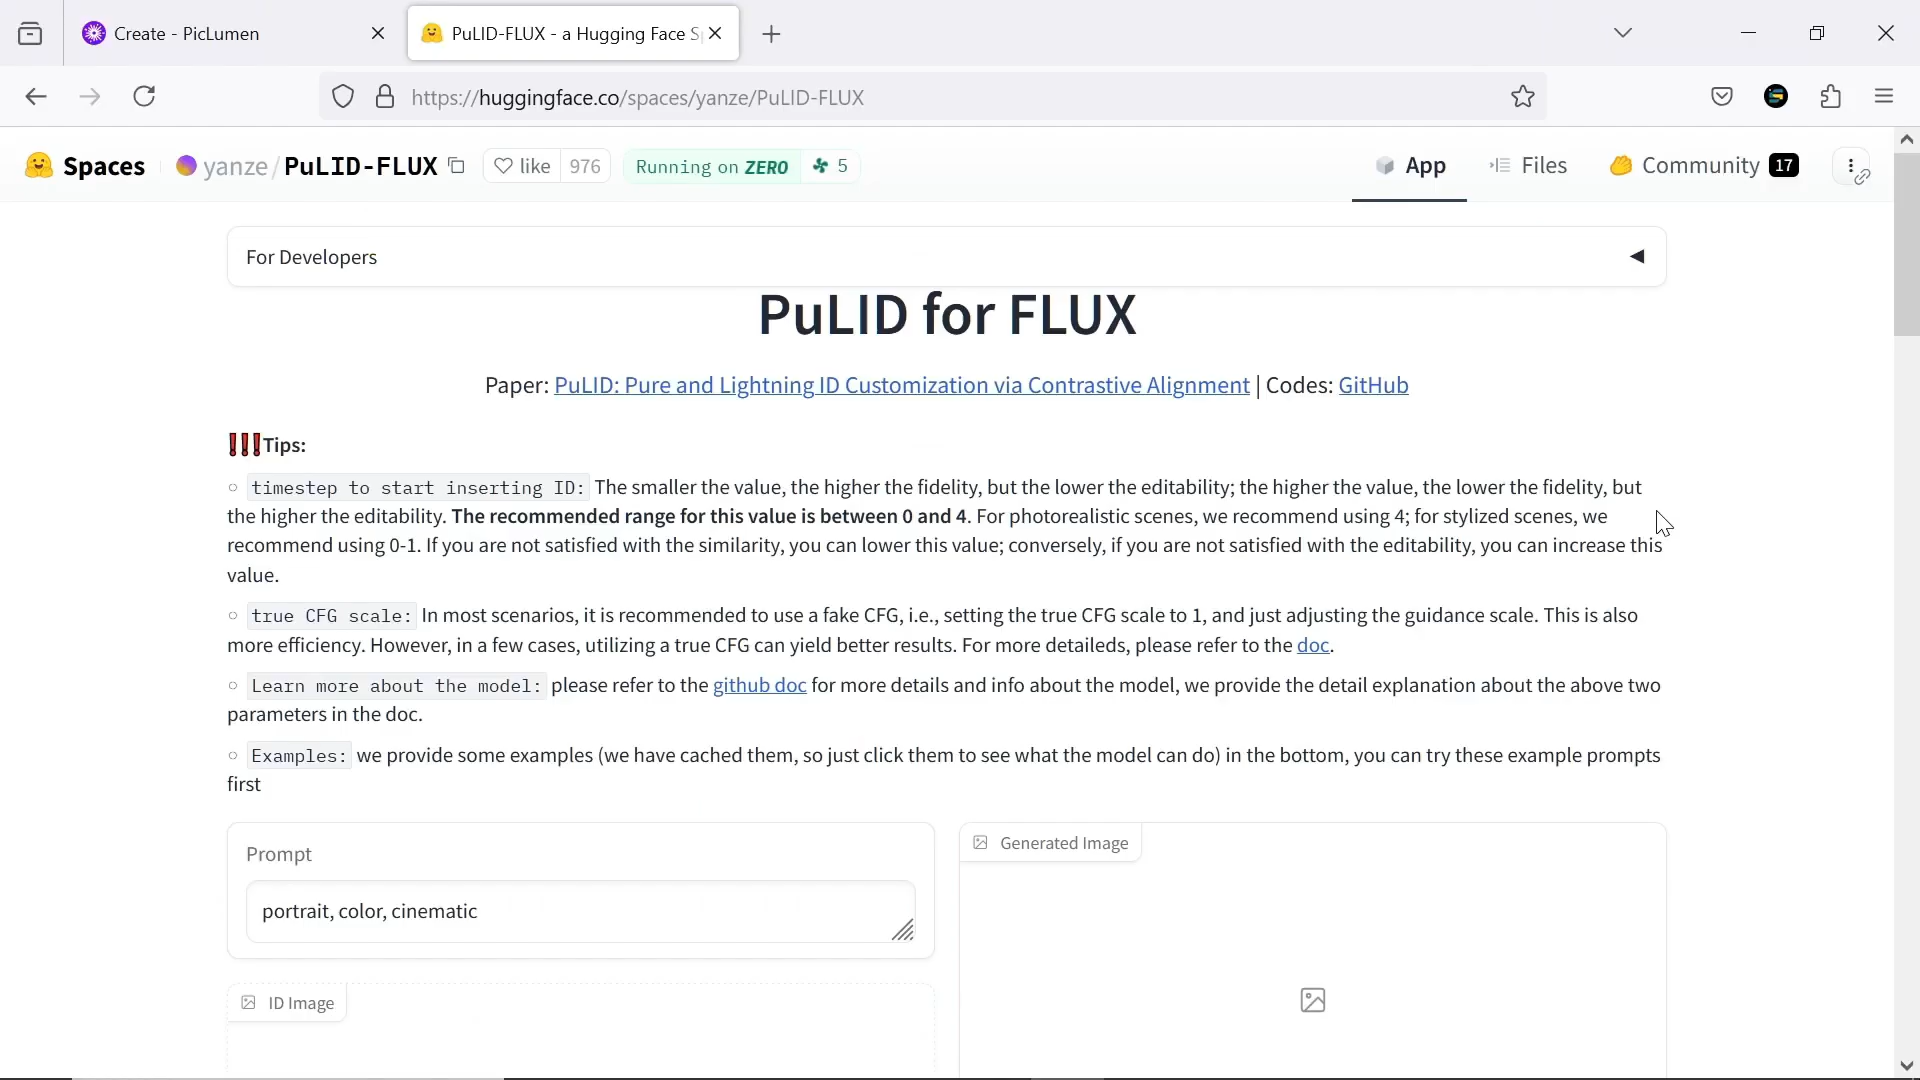 Create - PicLumen
PuLID-FLUX - a Hugging Face S
https://huggingface.co/spaces/yanze/PuLID-FLUX
Spaces yanze/PuLID-FLUX like 976 Running on ZERO 5 App Files Community 17
For Developers
PuLID for FLUX
Paper: PuLID: Pure and Lightning ID Customization via Contrastive Alignment | Codes: GitHub
❗❗❗Tips:
timestep to start inserting ID: The smaller the value, the higher the fidelity, but the lower the editability; the higher the value, the lower the fidelity, but
the higher the editability. The recommended range for this value is between 0 and 4. For photorealistic scenes, we recommend using 4; for stylized scenes, we
recommend using 0-1. If you are not satisfied with the similarity, you can lower this value; conversely, if you are not satisfied with the editability, you can increase this
value.
true CFG scale: In most scenarios, it is recommended to use a fake CFG, i.e., setting the true CFG scale to 1, and just adjusting the guidance scale. This is also
more efficiency. However, in a few cases, utilizing a true CFG can yield better results. For more detaileds, please refer to the doc.
Learn more about the model: please refer to the github doc for more details and info about the model, we provide the detail explanation about the above two
parameters in the doc.
Examples: we provide some examples (we have cached them, so just click them to see what the model can do) in the bottom, you can try these example prompts
first
Prompt
portrait, color, cinematic
Generated Image
ID Image